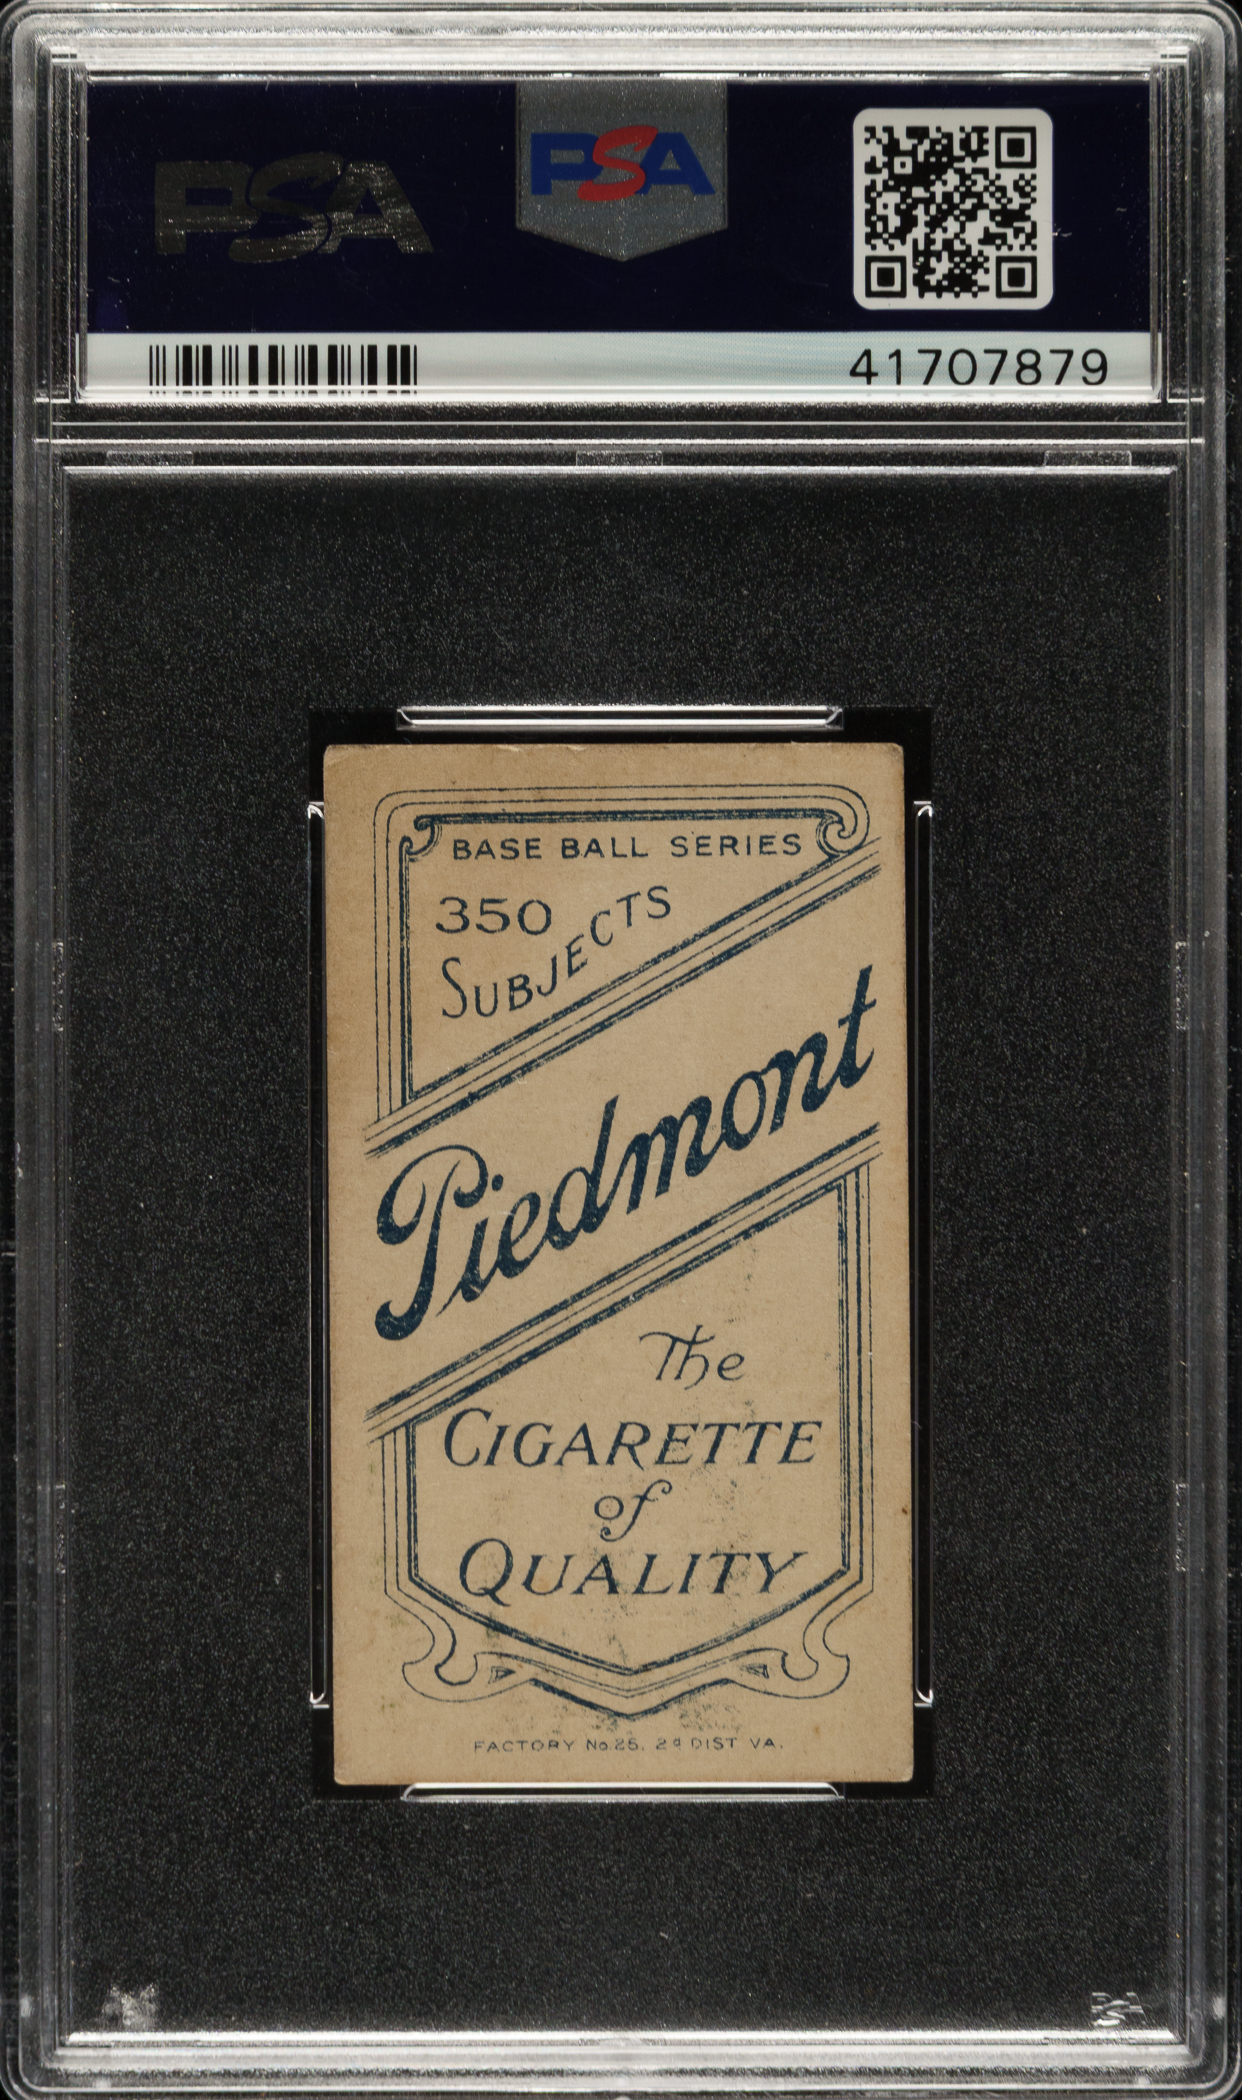 PSA
PSA
41707879
BASE BALL SERIES
350
SUBJECTS
Piedmont
The
CIGARETTE
of
QUALITY
FACTORY No.25. 2d DIST VA.
PSA